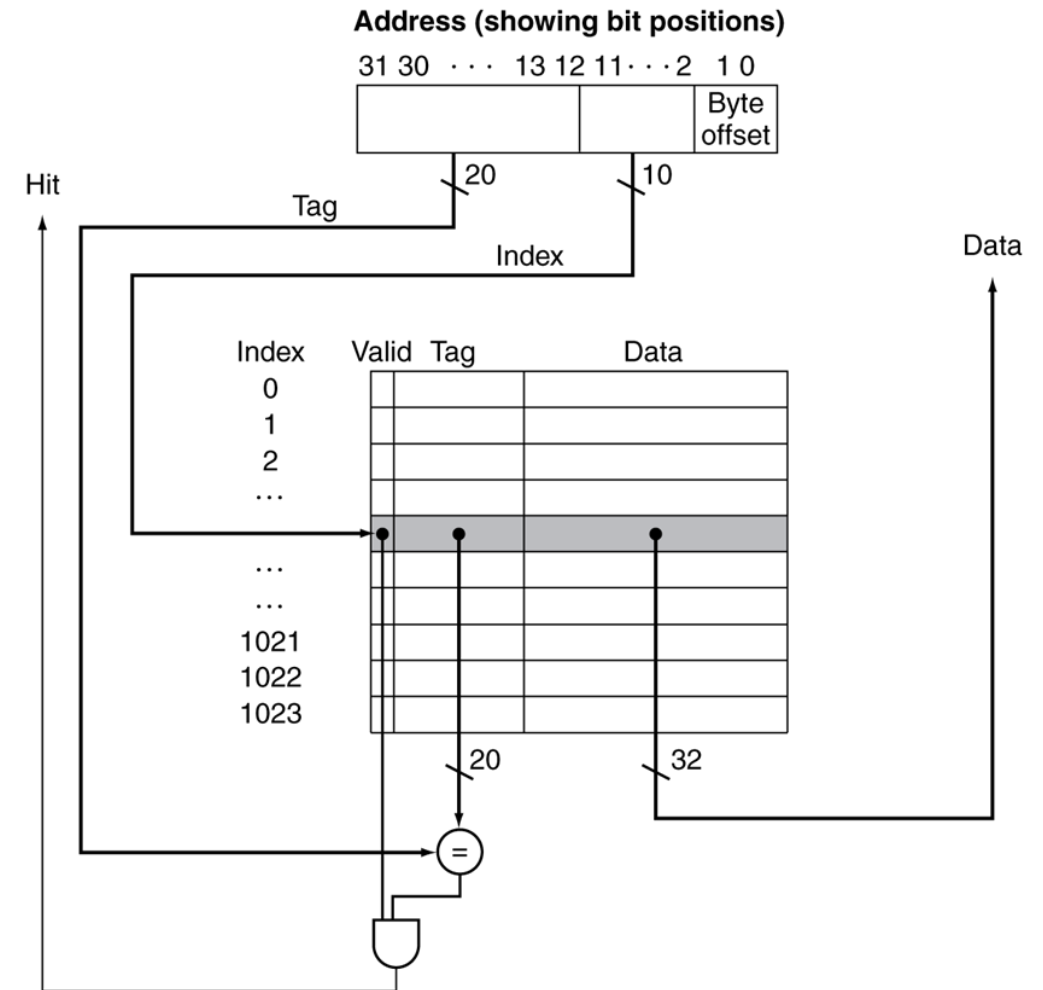 Address (showing bit positions)
31 30 · · · 13 12 11 · · · 2 1 0
Byte
offset
20
10
Hit
Tag
Index
Data
Index Valid Tag Data
0
1
2
...
...
...
1021
1022
1023
20
32
=